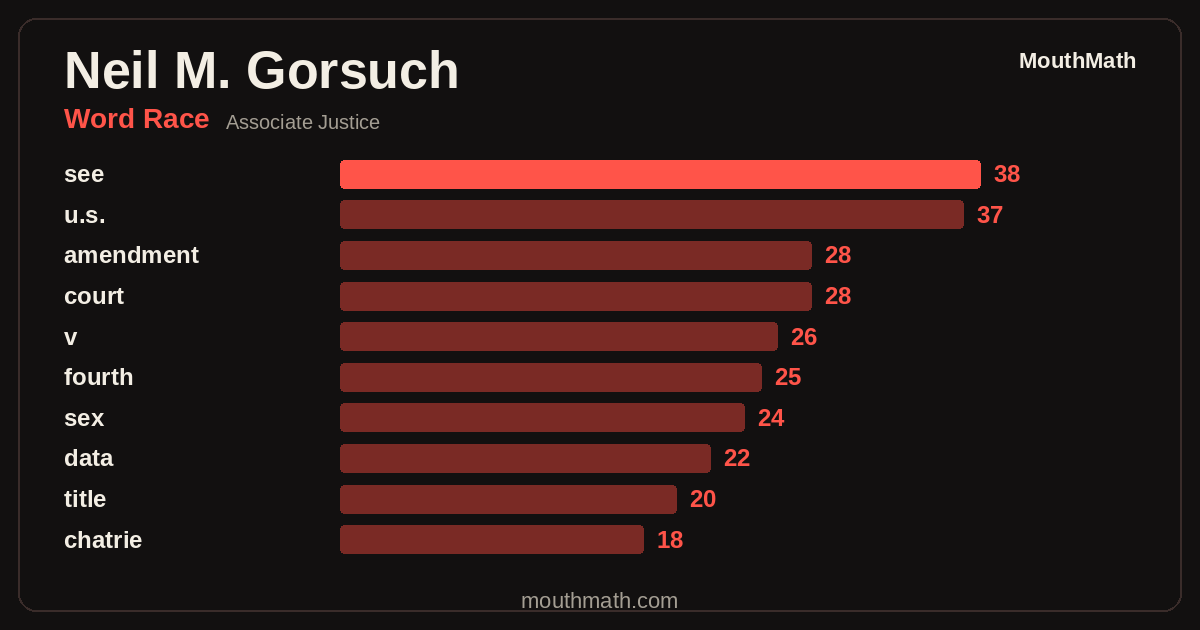 Neil M. Gorsuch
MouthMath
Word Race Associate Justice
see 38
u.s. 37
amendment 28
court 28
v 26
fourth 25
sex 24
data 22
title 20
chatrie 18
mouthmath.com